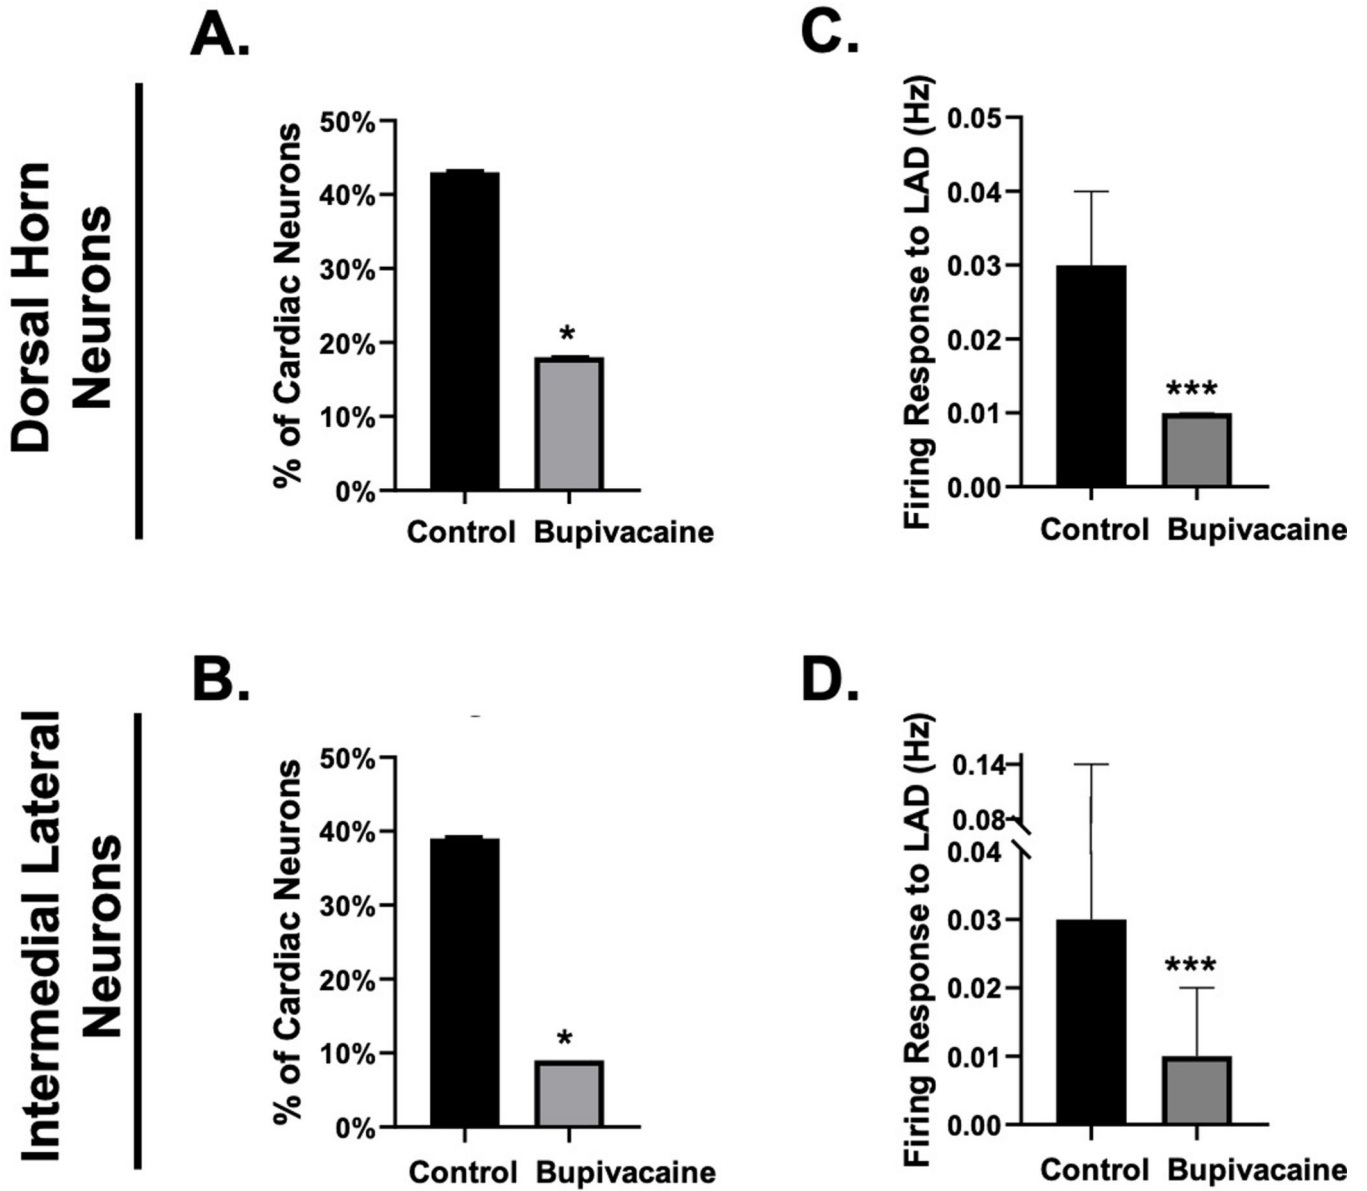 A.
Dorsal Horn
Neurons
% of Cardiac Neurons
50%
40%
30%
20%
10%
0%
*
Control Bupivacaine
C.
Firing Response to LAD (Hz)
0.05
0.04
0.03
0.02
0.01
0.00
***
Control Bupivacaine
B.
Intermedial Lateral
Neurons
% of Cardiac Neurons
50%
40%
30%
20%
10%
0%
*
Control Bupivacaine
D.
Firing Response to LAD (Hz)
0.14
0.08
0.04
0.03
0.02
0.01
0.00
***
Control Bupivacaine